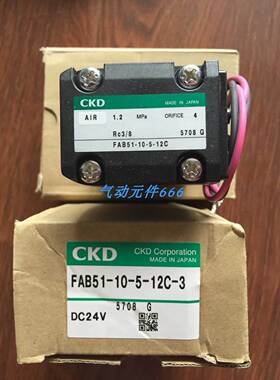 CKD
MADE IN JAPAN
AIR 1.2 MPa ORIFICE 4
Rc3/8 5708 G
FAB51-10-5-12C
气动元件666
CKD CKD Corporation
MADE IN JAPAN
FAB51-10-5-12C-3
5708 G
DC24V